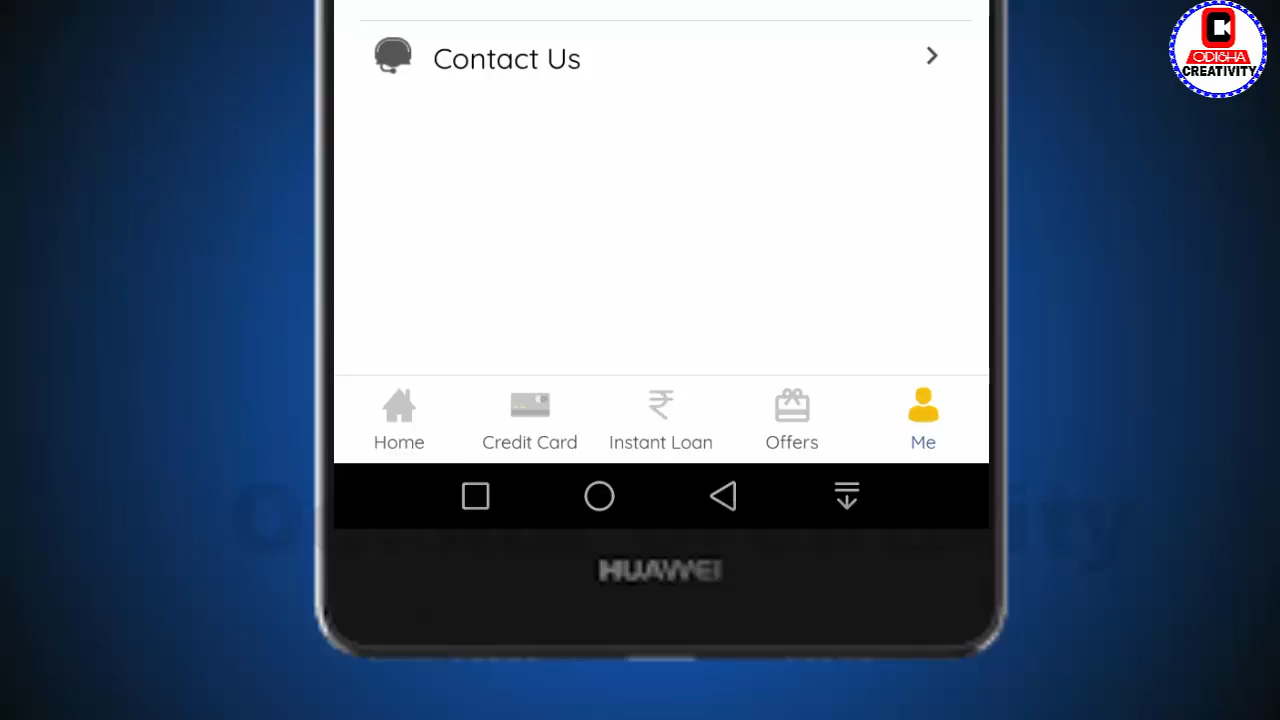 Contact Us
ODISHA
CREATIVITY
Home
Credit Card
Instant Loan
Offers
Me
HUAWEI